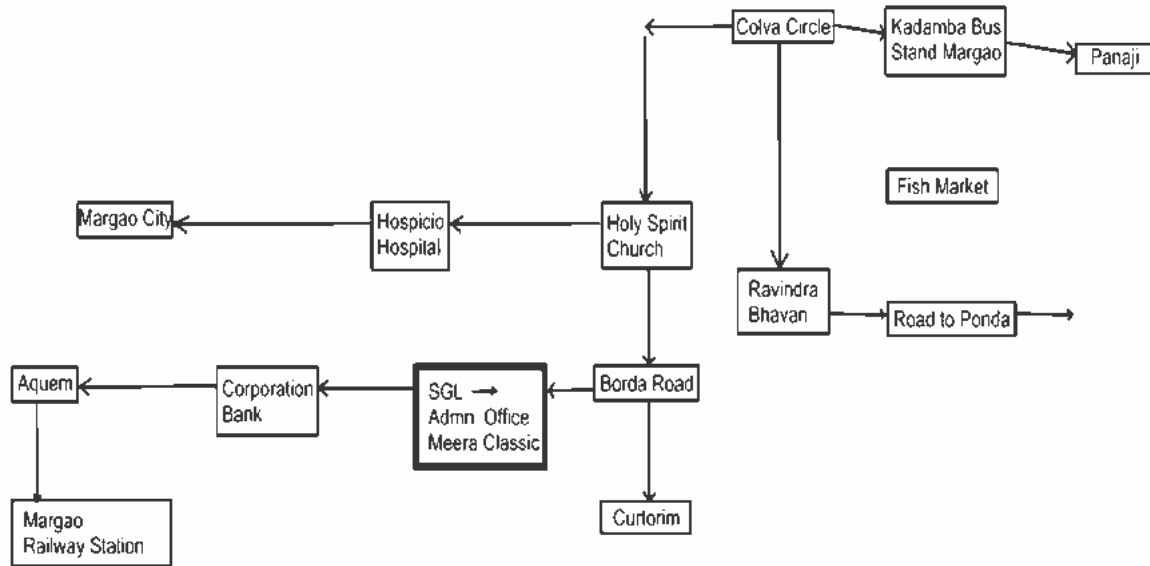 Colva Circle
Kadamba Bus
Stand Margao
Panaji
Fish Market
Margao City
Hospicio
Hospital
Holy Spirit
Church
Ravindra
Bhavan
Road to Ponda
Aquem
Corporation
Bank
SGL →
Admn Office
Meera Classic
Borda Road
Margao
Railway Station
Curtorim